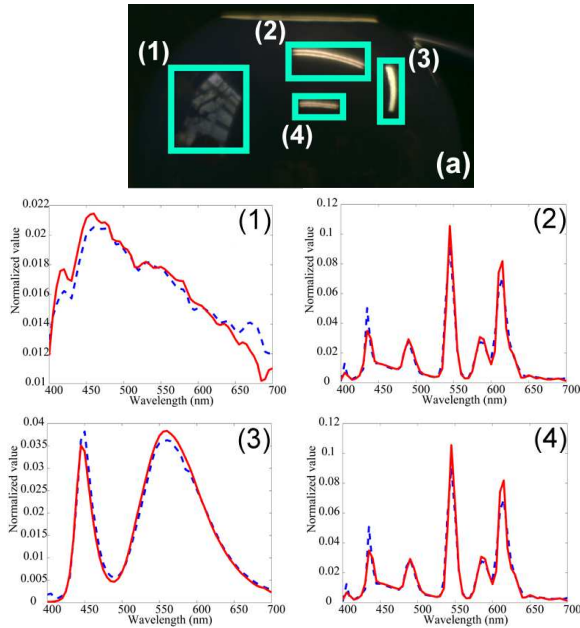 (1)
(2)
(3)
(4)
(a)
0.022
0.02
0.018
0.016
0.014
0.012
0.01
400 450 500 550 600 650 700
Wavelength (nm)
Normalized value
(1)
0.12
0.1
0.08
0.06
0.04
0.02
0
400 450 500 550 600 650 700
Wavelength (nm)
Normalized value
(2)
0.04
0.035
0.03
0.025
0.02
0.015
0.01
0.005
0
400 450 500 550 600 650 700
Wavelength (nm)
Normalized value
(3)
0.12
0.1
0.08
0.06
0.04
0.02
0
400 450 500 550 600 650 700
Wavelength (nm)
Normalized value
(4)